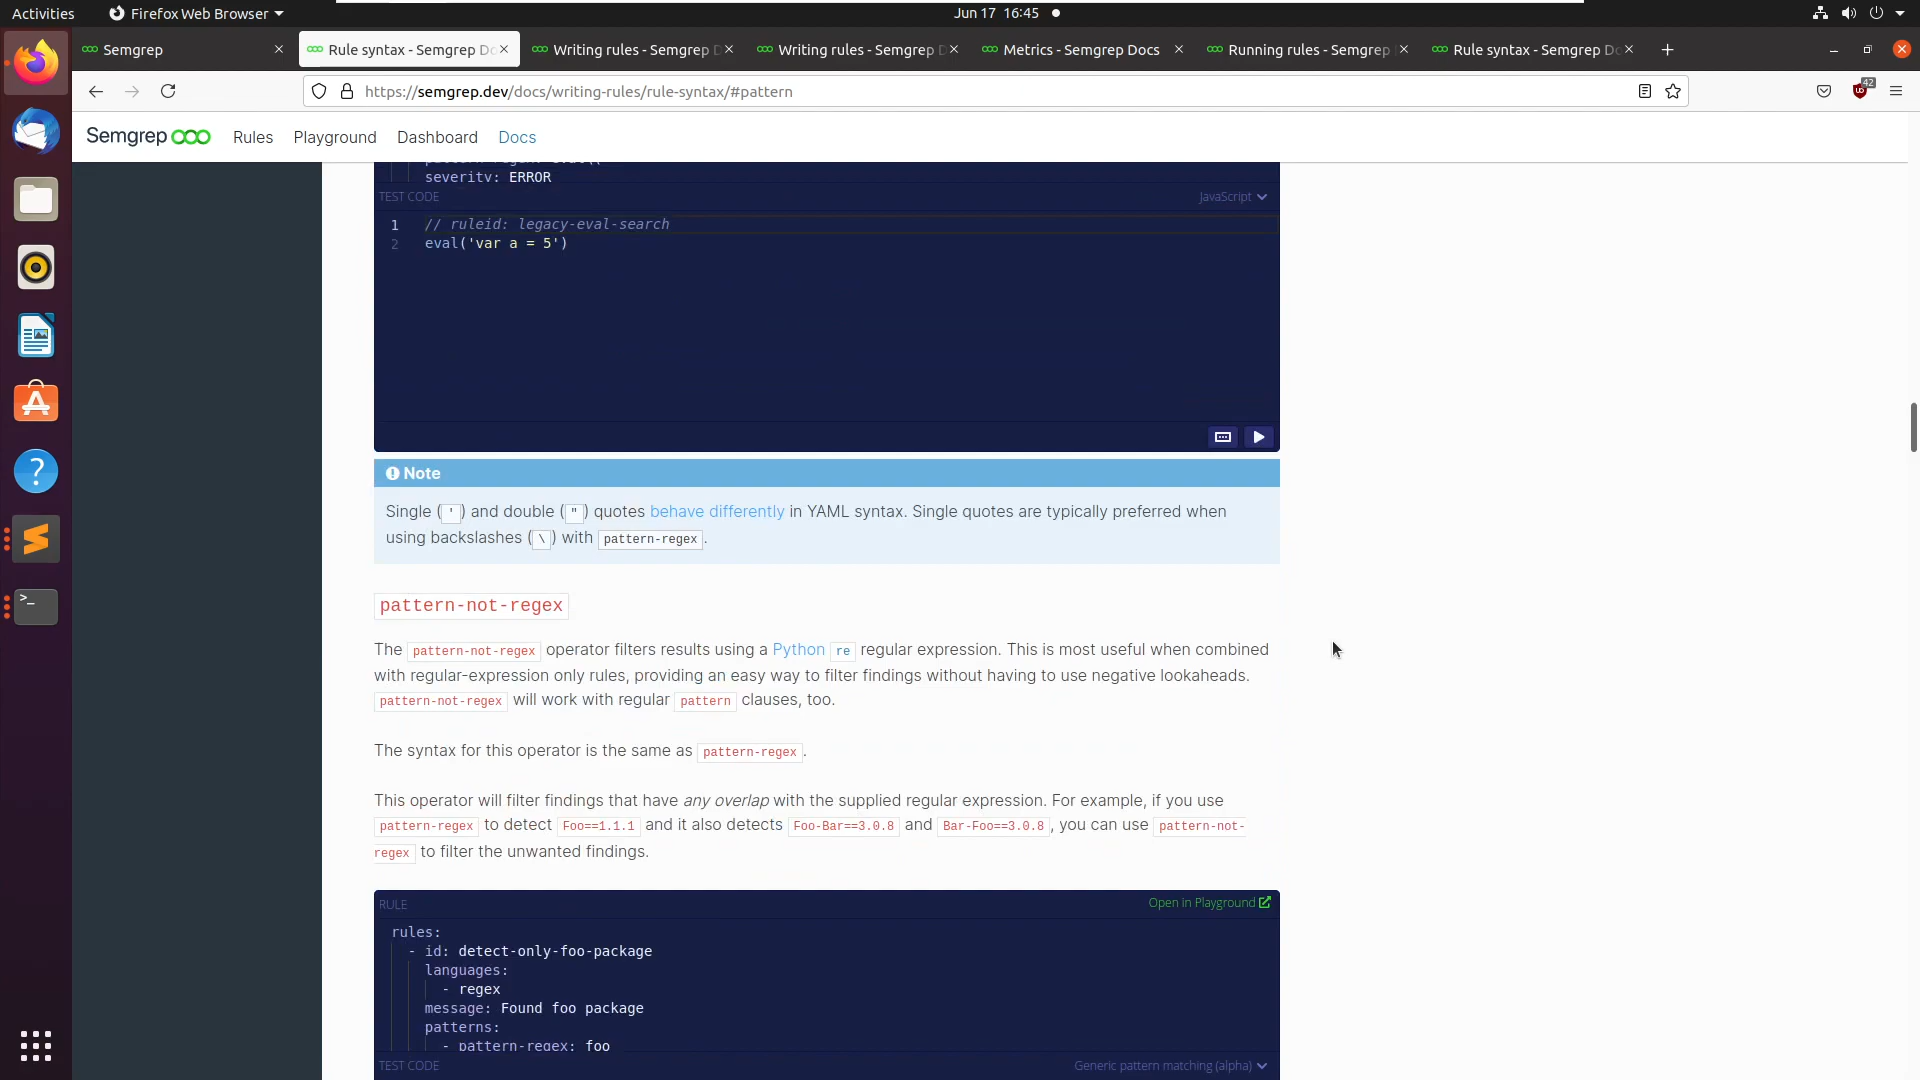 Activities
Firefox Web Browser
Jun 17 16:45
Semgrep
Rule syntax - Semgrep Do
Writing rules - Semgrep D
Writing rules - Semgrep D
Metrics - Semgrep Docs
Running rules - Semgrep
Rule syntax - Semgrep Do
https://semgrep.dev/docs/writing-rules/rule-syntax/#pattern
42
Semgrep
Rules
Playground
Dashboard
Docs
severity: ERROR
TEST CODE
JavaScript
1 // ruleid: legacy-eval-search
2 eval('var a = 5')
Note
Single (') and double (") quotes behave differently in YAML syntax. Single quotes are typically preferred when
using backslashes (\) with pattern-regex.
pattern-not-regex
The pattern-not-regex operator filters results using a Python re regular expression. This is most useful when combined
with regular-expression only rules, providing an easy way to filter findings without having to use negative lookaheads.
pattern-not-regex will work with regular pattern clauses, too.
The syntax for this operator is the same as pattern-regex.
This operator will filter findings that have any overlap with the supplied regular expression. For example, if you use
pattern-regex to detect Foo==1.1.1 and it also detects Foo-Bar==3.0.8 and Bar-Foo==3.0.8, you can use pattern-not-
regex to filter the unwanted findings.
RULE
Open in Playground
rules:
- id: detect-only-foo-package
languages:
- regex
message: Found foo package
patterns:
- pattern-regex: foo
TEST CODE
Generic pattern matching (alpha)